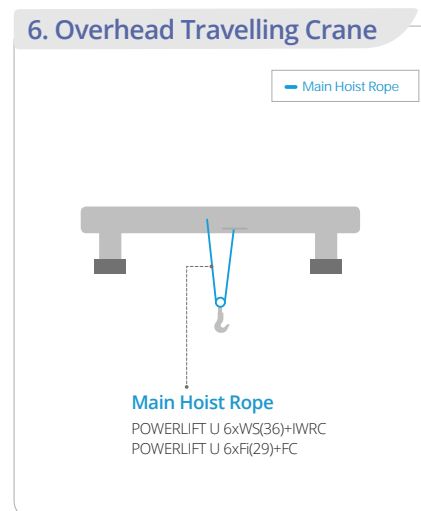 6. Overhead Travelling Crane
Main Hoist Rope
Main Hoist Rope
POWERLIFT U 6xWS(36)+IWRC
POWERLIFT U 6xFi(29)+FC